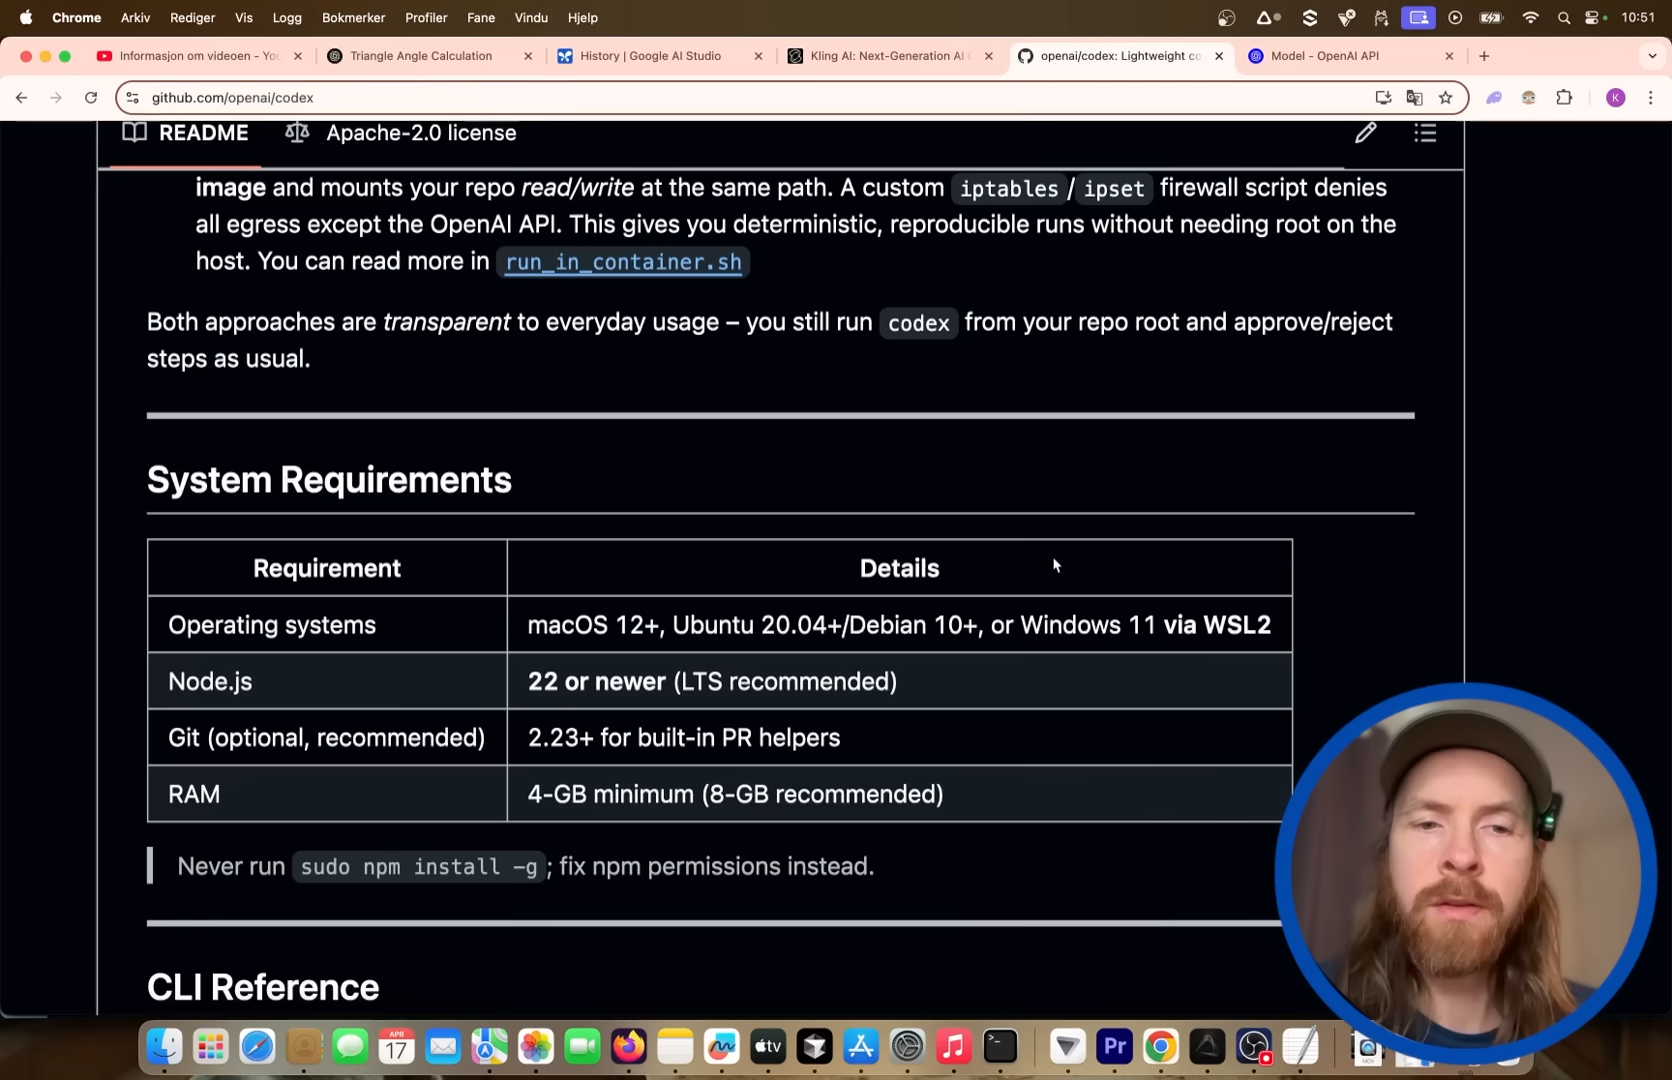 Chrome Arkiv Rediger Vis Logg Bokmerker Profiler Fane Vindu Hjelp 10:51
Informasjon om videoen - You Triangle Angle Calculation History | Google AI Studio Kling AI: Next-Generation AI openai/codex: Lightweight co Model - OpenAI API
github.com/openai/codex K
README Apache-2.0 license
image and mounts your repo read/write at the same path. A custom iptables/ipset firewall script denies
all egress except the OpenAI API. This gives you deterministic, reproducible runs without needing root on the
host. You can read more in run_in_container.sh
Both approaches are transparent to everyday usage – you still run codex from your repo root and approve/reject
steps as usual.
System Requirements
Requirement Details
Operating systems macOS 12+, Ubuntu 20.04+/Debian 10+, or Windows 11 via WSL2
Node.js 22 or newer (LTS recommended)
Git (optional, recommended) 2.23+ for built-in PR helpers
RAM 4-GB minimum (8-GB recommended)
Never run sudo npm install -g; fix npm permissions instead.
CLI Reference
APR
17
tv
Pr